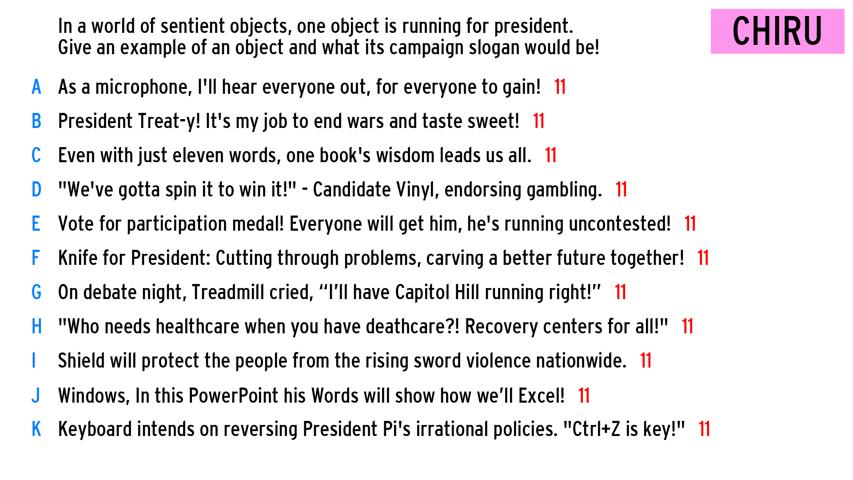 In a world of sentient objects, one object is running for president.
Give an example of an object and what its campaign slogan would be!
CHIRU
A As a microphone, I'll hear everyone out, for everyone to gain! 11
B President Treat-y! It's my job to end wars and taste sweet! 11
C Even with just eleven words, one book's wisdom leads us all. 11
D "We've gotta spin it to win it!" - Candidate Vinyl, endorsing gambling. 11
E Vote for participation medal! Everyone will get him, he's running uncontested! 11
F Knife for President: Cutting through problems, carving a better future together! 11
G On debate night, Treadmill cried, “I’ll have Capitol Hill running right!” 11
H "Who needs healthcare when you have deathcare?! Recovery centers for all!" 11
I Shield will protect the people from the rising sword violence nationwide. 11
J Windows, In this PowerPoint his Words will show how we’ll Excel! 11
K Keyboard intends on reversing President Pi's irrational policies. "Ctrl+Z is key!" 11